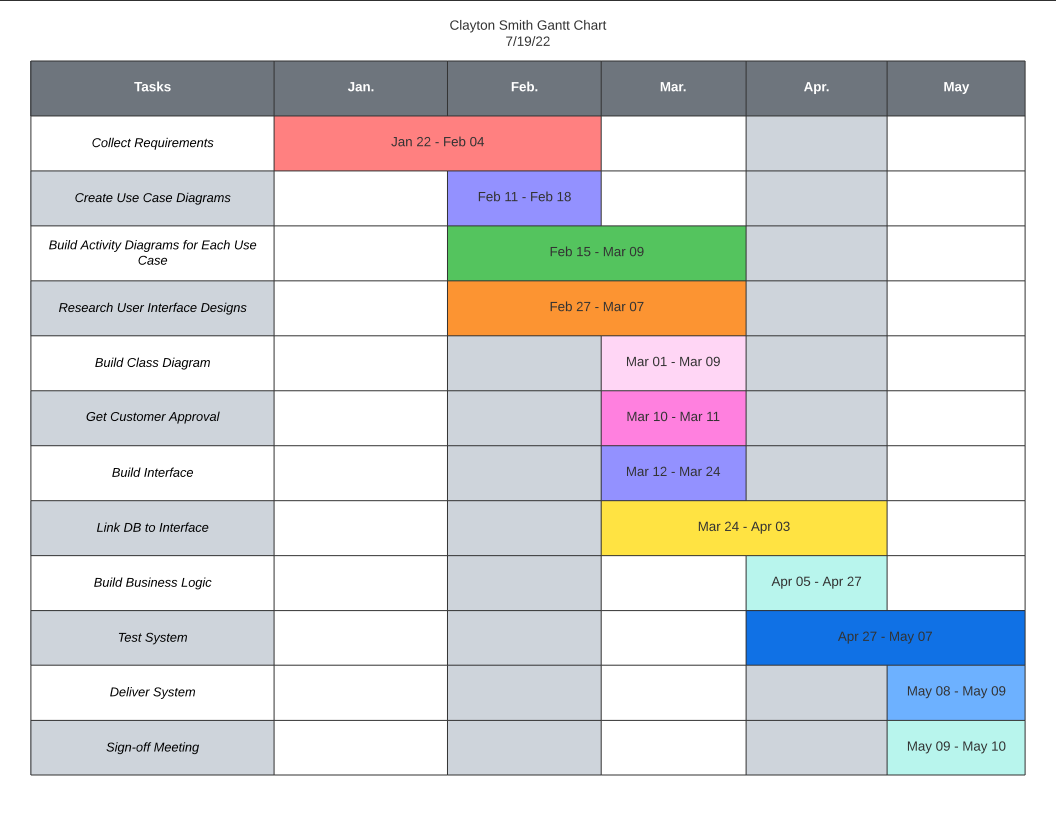 Clayton Smith Gantt Chart
7/19/22
Tasks Jan. Feb. Mar. Apr. May
Collect Requirements Jan 22 - Feb 04
Create Use Case Diagrams Feb 11 - Feb 18
Build Activity Diagrams for Each Use
Case
Feb 15 - Mar 09
Research User Interface Designs Feb 27 - Mar 07
Build Class Diagram Mar 01 - Mar 09
Get Customer Approval Mar 10 - Mar 11
Build Interface Mar 12 - Mar 24
Link DB to Interface Mar 24 - Apr 03
Build Business Logic Apr 05 - Apr 27
Test System Apr 27 - May 07
Deliver System May 08 - May 09
Sign-off Meeting May 09 - May 10